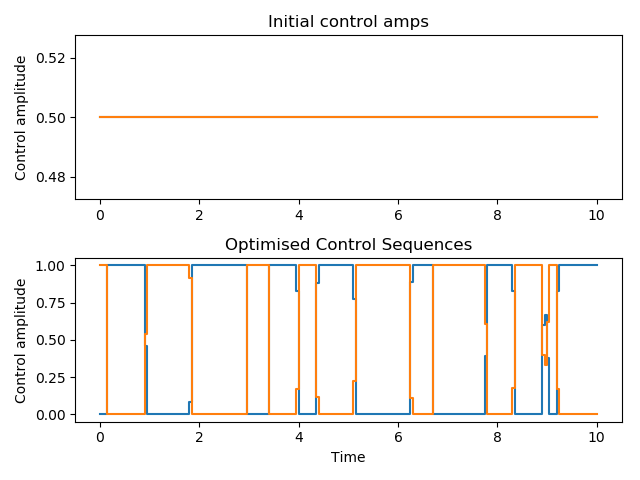 Initial control amps
0.52
0.50
0.48
Control amplitude
0 2 4 6 8 10
Optimised Control Sequences
1.00
0.75
0.50
0.25
0.00
Control amplitude
0 2 4 6 8 10
Time